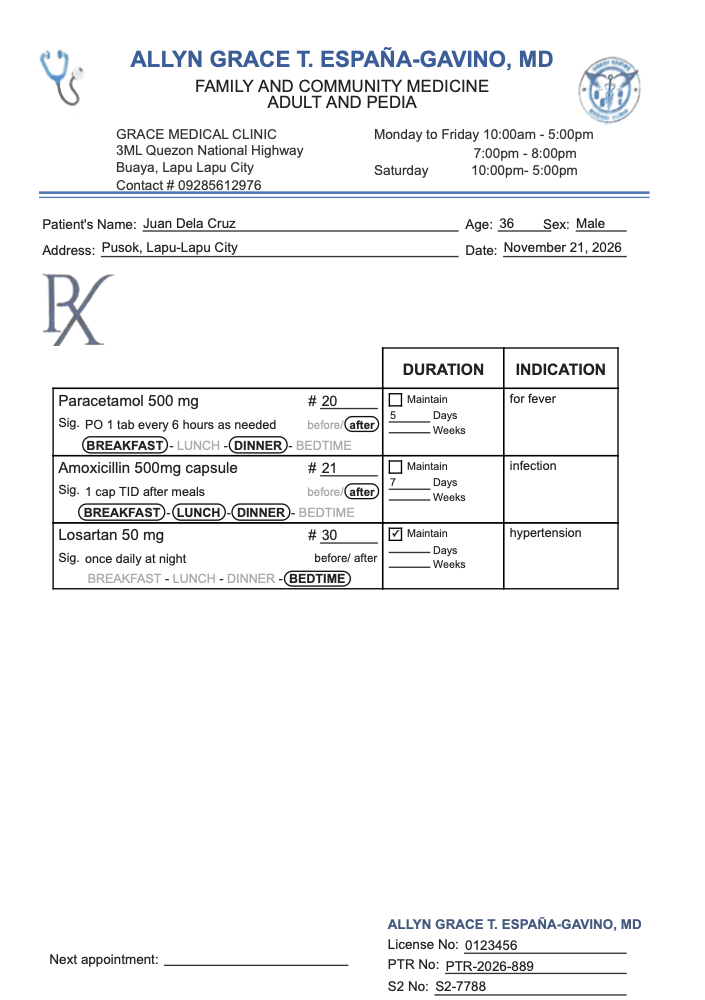 ALLYN GRACE T. ESPAÑA-GAVINO, MD
FAMILY AND COMMUNITY MEDICINE
ADULT AND PEDIA
GRACE MEDICAL CLINIC
3ML Quezon National Highway
Buaya, Lapu Lapu City
Contact # 09285612976
Monday to Friday 10:00am - 5:00pm
7:00pm - 8:00pm
Saturday 10:00pm- 5:00pm
Patient's Name: Juan Dela Cruz Age: 36 Sex: Male
Address: Pusok, Lapu-Lapu City Date: November 21, 2026
RX
DURATION INDICATION
Paracetamol 500 mg # 20
Sig. PO 1 tab every 6 hours as needed before/ after
BREAKFAST - LUNCH - DINNER - BEDTIME
Maintain
5 Days
Weeks
for fever
Amoxicillin 500mg capsule # 21
Sig. 1 cap TID after meals before/ after
BREAKFAST - LUNCH - DINNER - BEDTIME
Maintain
7 Days
Weeks
infection
Losartan 50 mg # 30
Sig. once daily at night before/ after
BREAKFAST - LUNCH - DINNER - BEDTIME
Maintain
Days
Weeks
hypertension
ALLYN GRACE T. ESPAÑA-GAVINO, MD
License No: 0123456
Next appointment:
PTR No: PTR-2026-889
S2 No: S2-7788